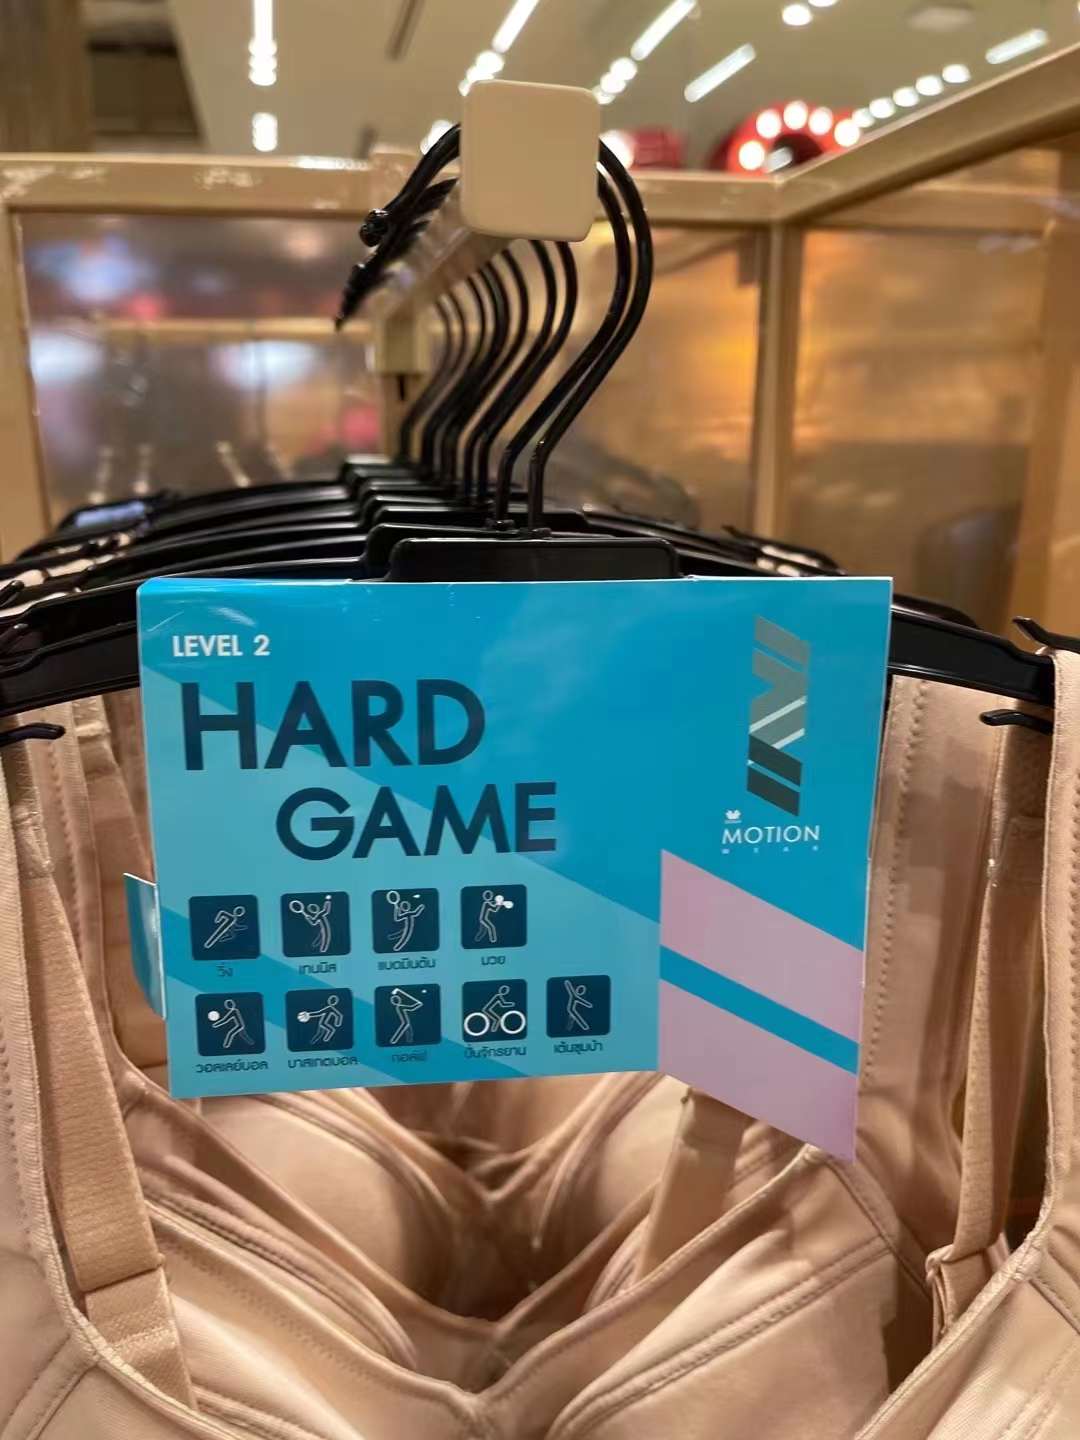 LEVEL 2
HARD
GAME
MOTION
WEAR
วิ่ง
เทนนิส
แบดมินตัน
มวย
วอลเลย์บอล
บาสเกตบอล
กอล์ฟ
ปั่นจักรยาน
เต้นซุมบ้า